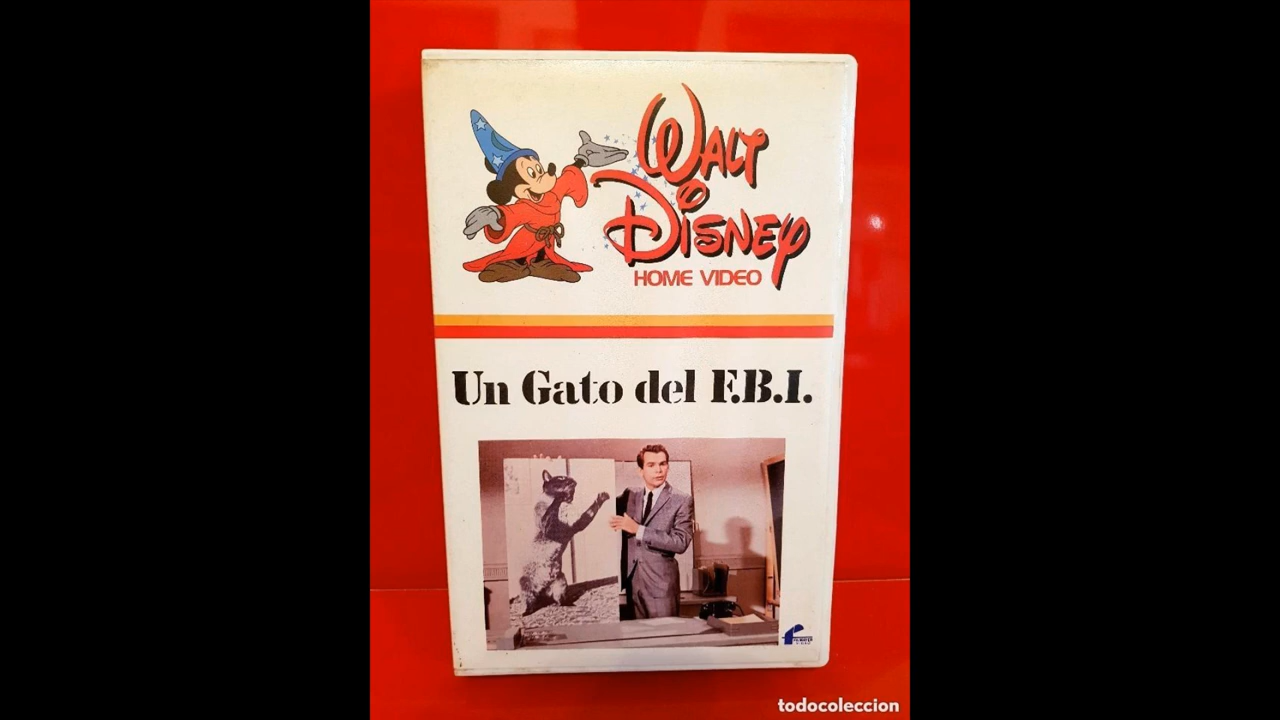 WALT
DISNEY
HOME VIDEO
Un Gato del F.B.I.
todocoleccion